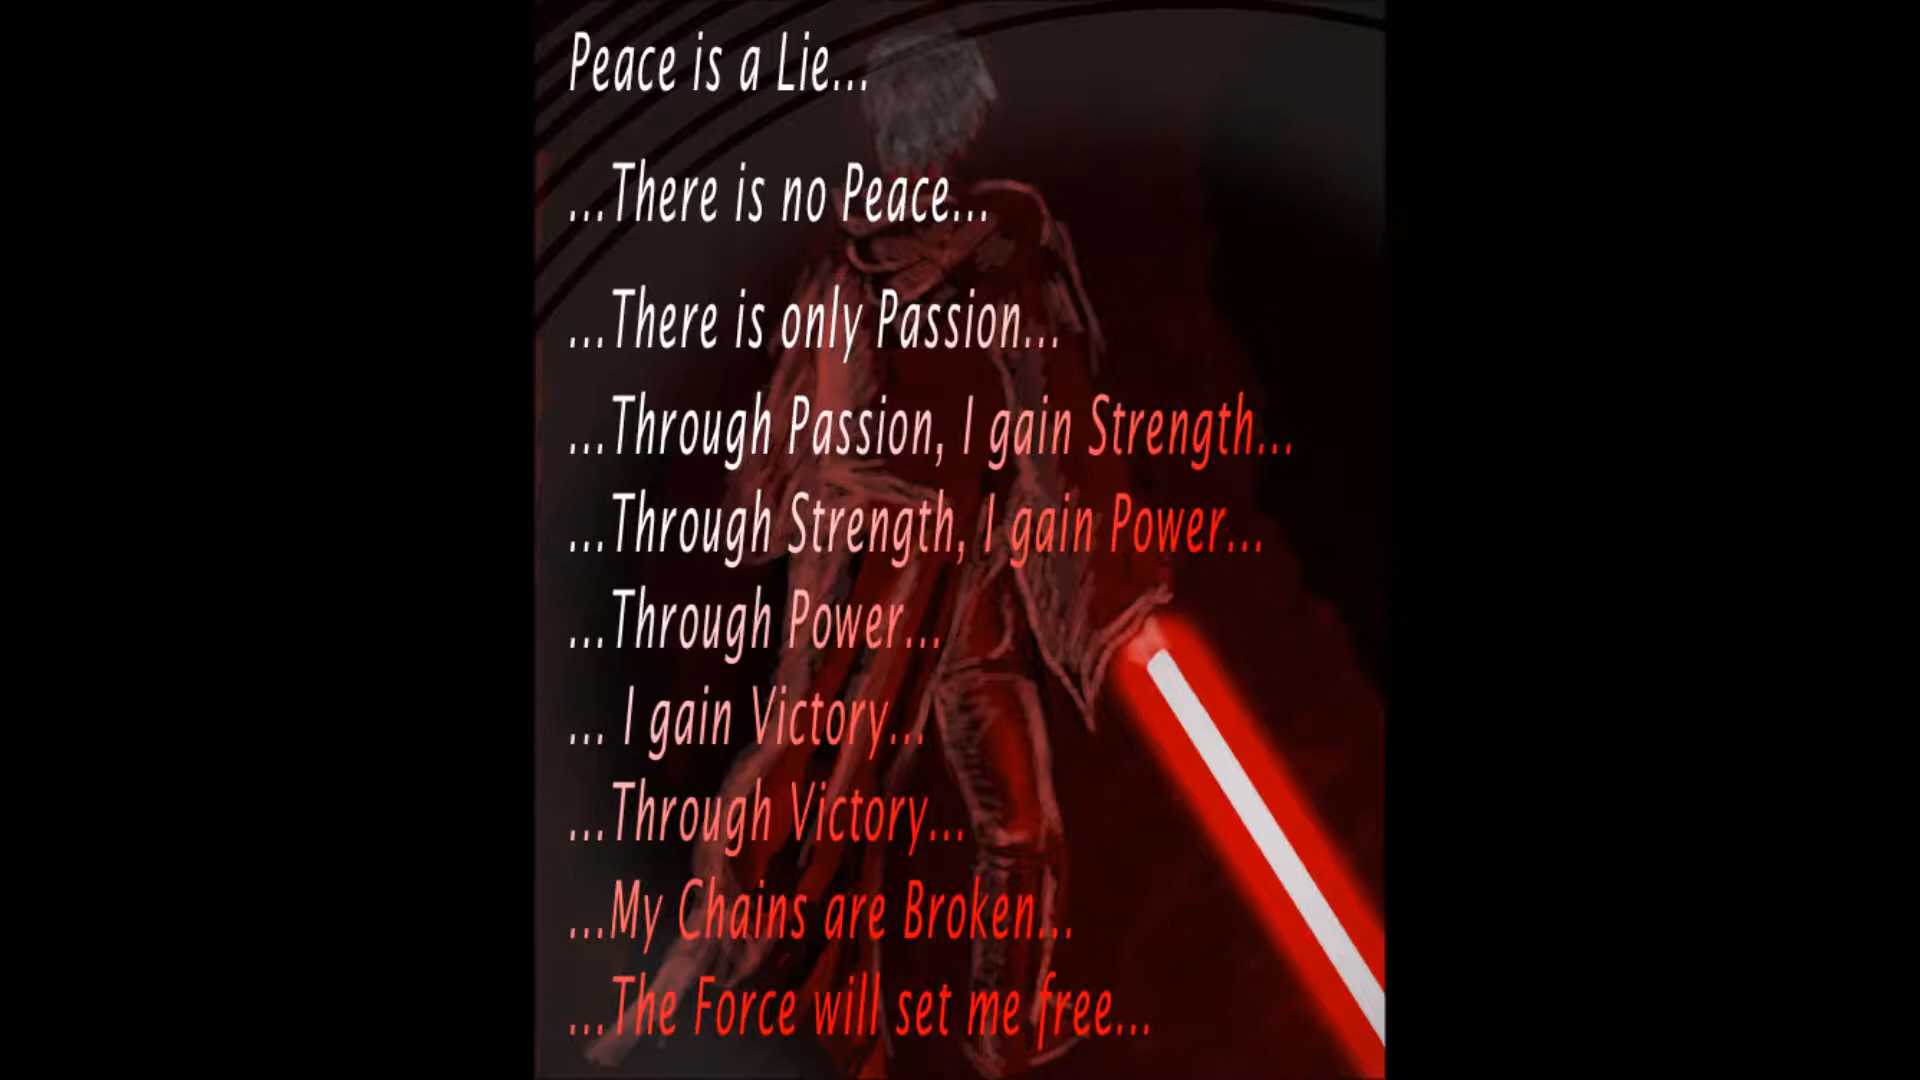 Peace is a Lie...
...There is no Peace...
...There is only Passion...
...Through Passion, I gain Strength...
...Through Strength, I gain Power...
...Through Power...
... I gain Victory...
...Through Victory...
...My Chains are Broken...
...The Force will set me free...